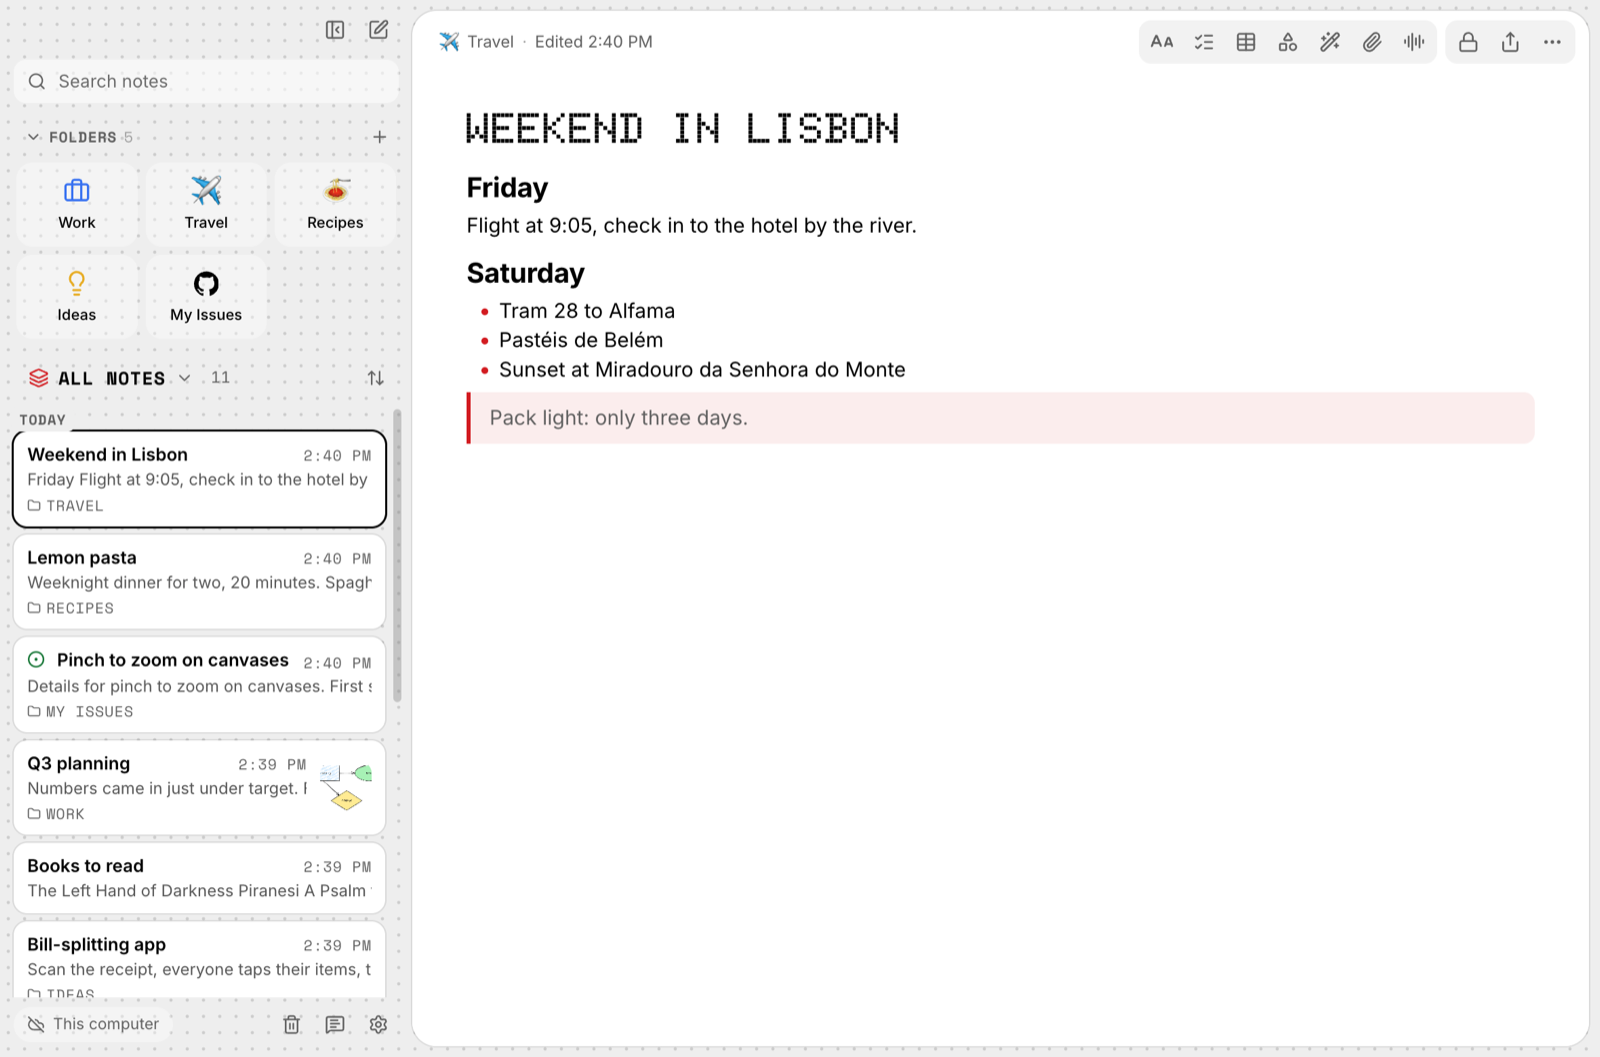 Search notes
FOLDERS 5
Work
Travel
Recipes
Ideas
My Issues
ALL NOTES 11
TODAY
Weekend in Lisbon 2:40 PM
Friday Flight at 9:05, check in to the hotel by
TRAVEL
Lemon pasta 2:40 PM
Weeknight dinner for two, 20 minutes. Spagh
RECIPES
Pinch to zoom on canvases 2:40 PM
Details for pinch to zoom on canvases. First
MY ISSUES
Q3 planning 2:39 PM
Numbers came in just under target.
WORK
Books to read 2:39 PM
The Left Hand of Darkness Piranesi A Psalm
Bill-splitting app 2:39 PM
Scan the receipt, everyone taps their items, t
IDEAS
This computer
Travel · Edited 2:40 PM
AA
WEEKEND IN LISBON
Friday
Flight at 9:05, check in to the hotel by the river.
Saturday
• Tram 28 to Alfama
• Pastéis de Belém
• Sunset at Miradouro da Senhora do Monte
Pack light: only three days.